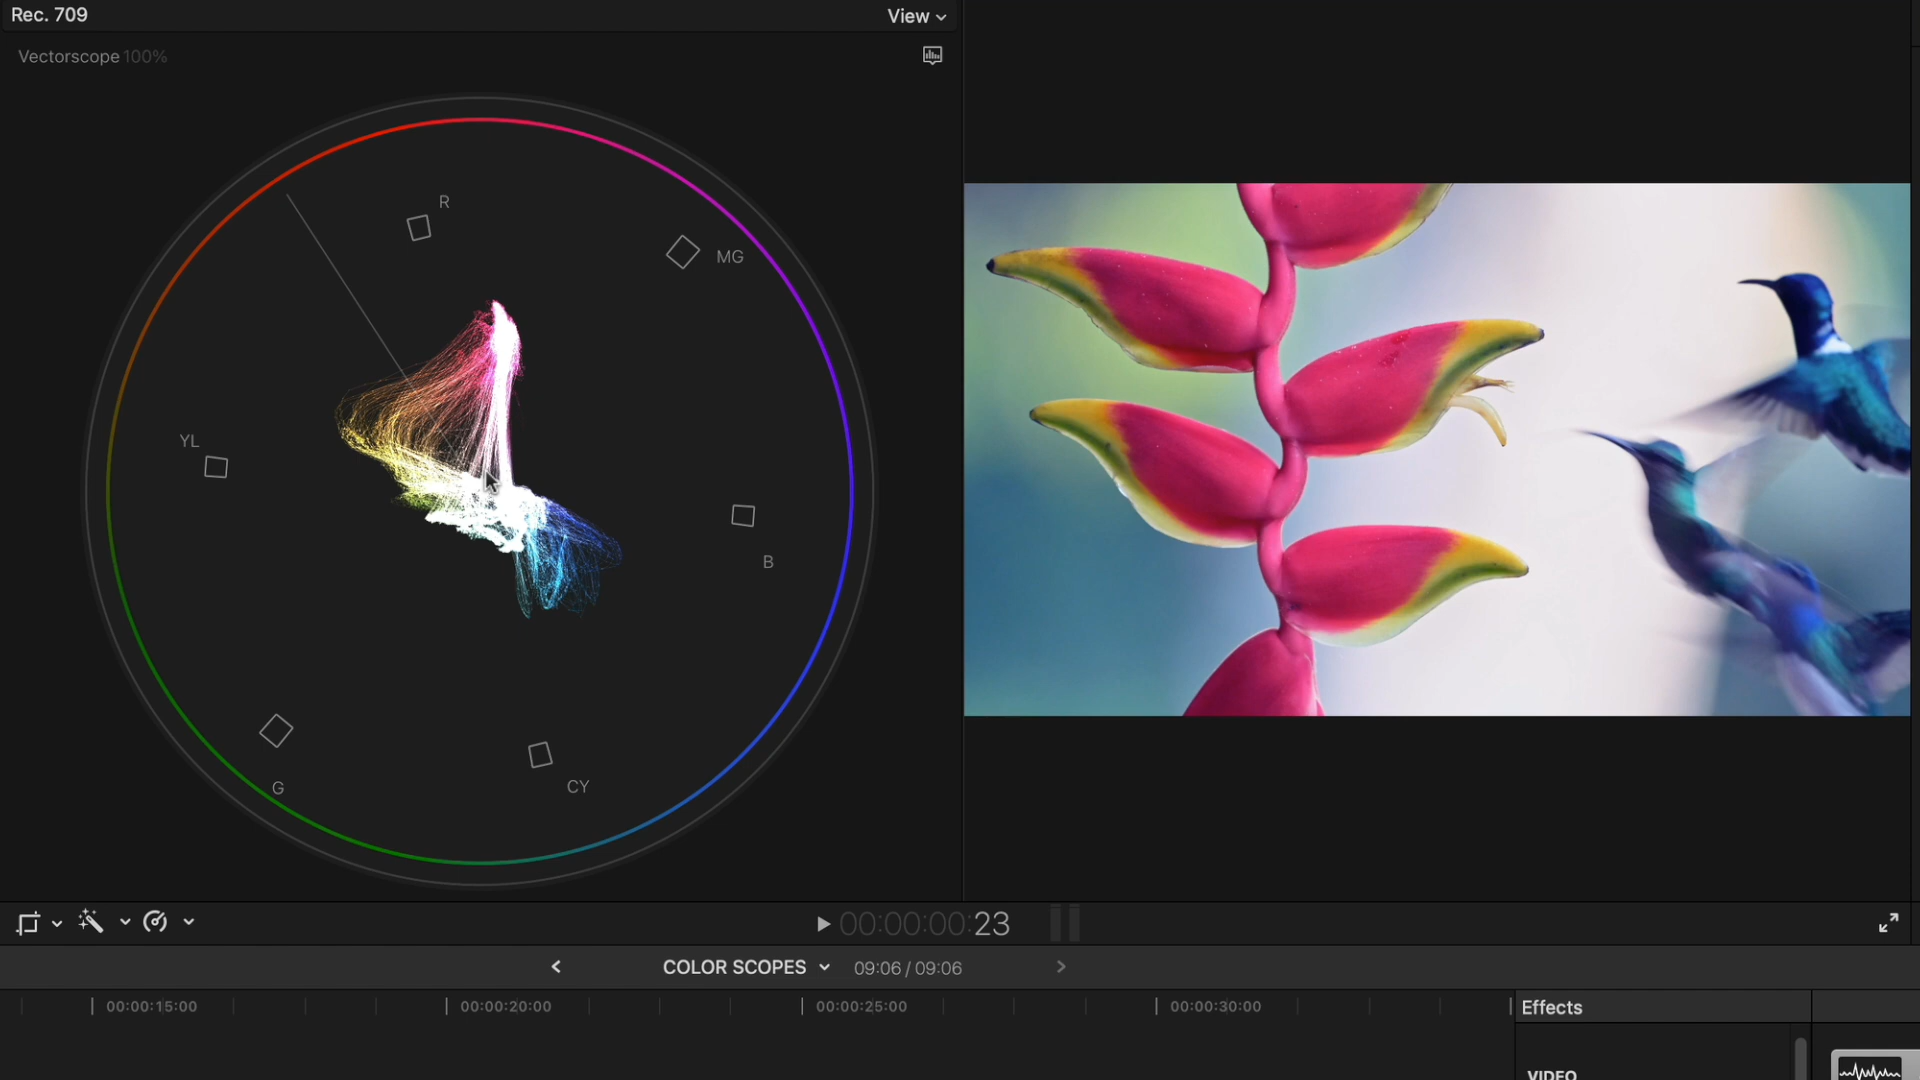 Rec. 709
View
Vectorscope 100%
R
MG
YL
B
G
CY
00:00:00:23
COLOR SCOPES
09:06 / 09:06
00:00:15:00
00:00:20:00
00:00:25:00
00:00:30:00
Effects
VIDEO